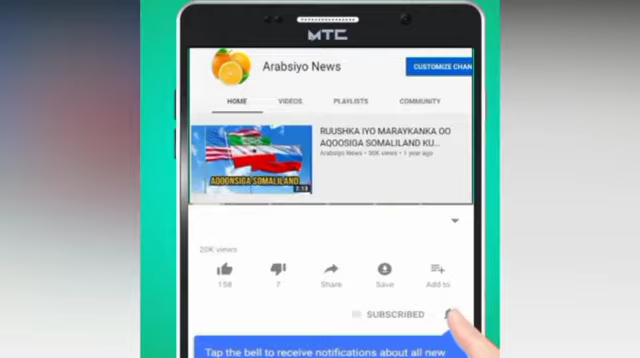 MTC
Arabsiyo News
CUSTOMIZE CHAN
HOME VIDEOS PLAYLISTS COMMUNITY
RUUSHKA IYO MARAYKANKA OO
AQOOSIGA SOMALILAND KU...
Arabsiyo News • 30K views • 1 year ago
AQOONSIGA SOMALILAND
1:13
20K views
158 7 Share Save Add to
SUBSCRIBED
Tap the bell to receive notifications about all new